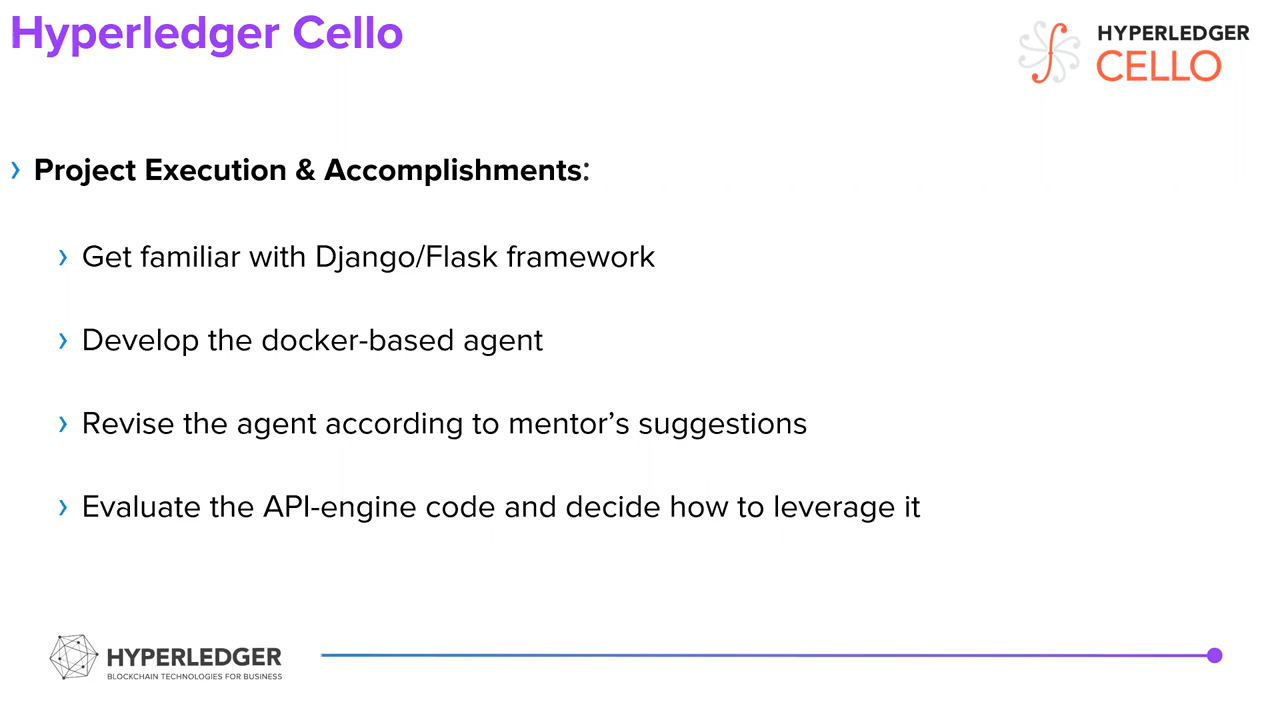 Hyperledger Cello
HYPERLEDGER
CELLO
› Project Execution & Accomplishments:
› Get familiar with Django/Flask framework
› Develop the docker-based agent
› Revise the agent according to mentor’s suggestions
› Evaluate the API-engine code and decide how to leverage it
HYPERLEDGER
BLOCKCHAIN TECHNOLOGIES FOR BUSINESS